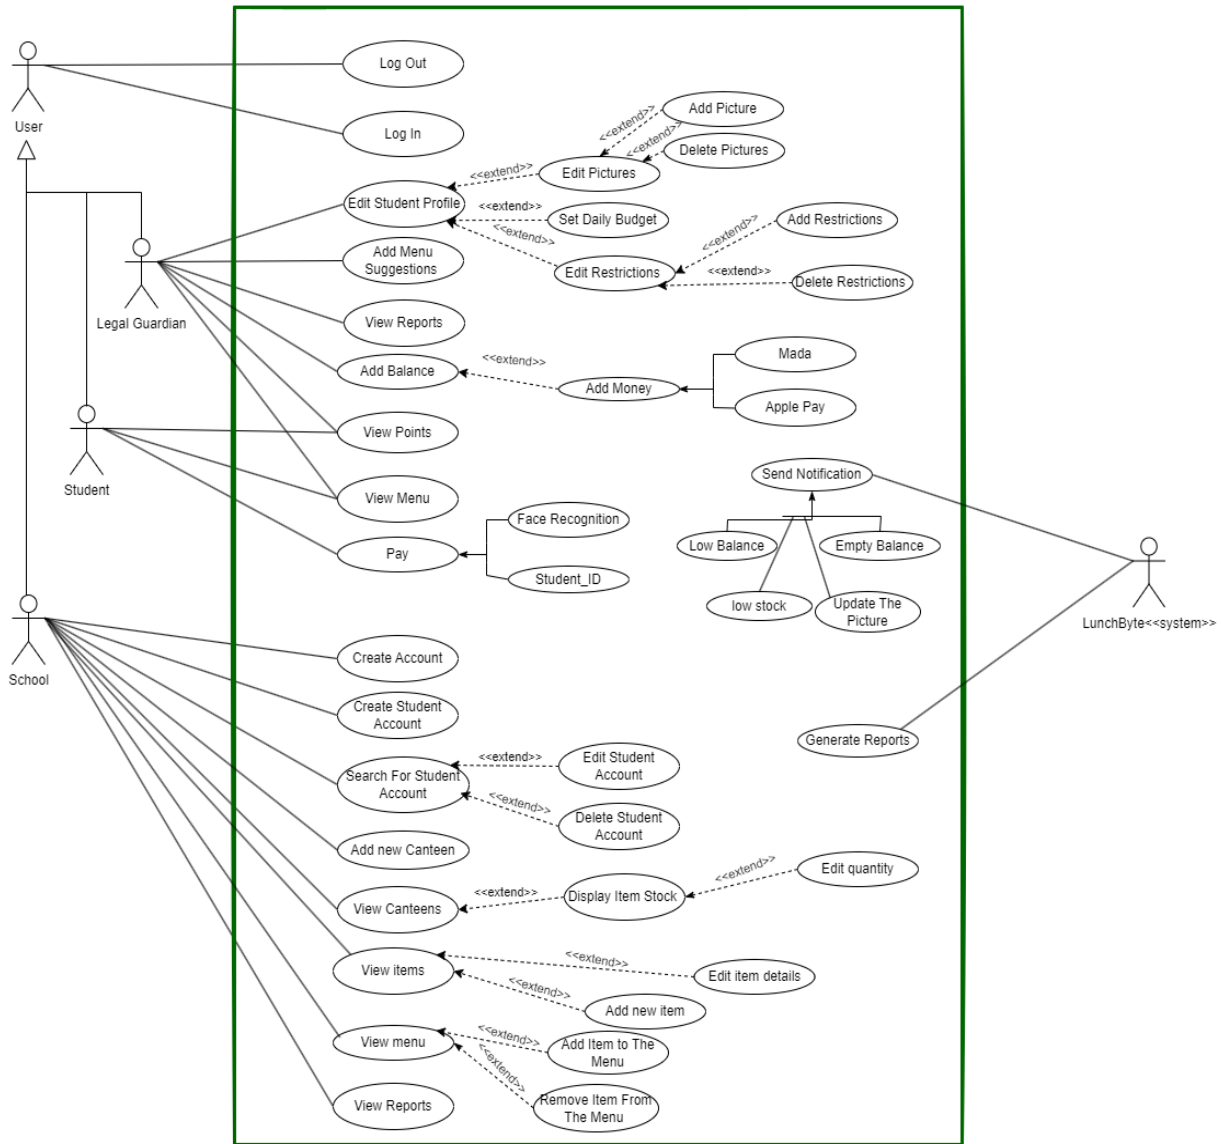 Log Out
User
Log In
<<extend>>
Add Picture
<<extend>>
Delete Pictures
<<extend>>
Edit Pictures
Edit Student Profile
<<extend>>
Set Daily Budget
<<extend>>
Edit Restrictions
<<extend>>
Add Restrictions
<<extend>>
Delete Restrictions
Add Menu
Suggestions
Legal Guardian
View Reports
Add Balance
<<extend>>
Add Money
Mada
Apple Pay
View Points
Student
View Menu
Pay
Face Recognition
Student_ID
Send Notification
Low Balance
Empty Balance
low stock
Update The
Picture
LunchByte<<system>>
Generate Reports
School
Create Account
Create Student
Account
Search For Student
Account
<<extend>>
Edit Student
Account
<<extend>>
Delete Student
Account
Add new Canteen
View Canteens
<<extend>>
Display Item Stock
<<extend>>
Edit quantity
View items
<<extend>>
Edit item details
<<extend>>
Add new item
View menu
<<extend>>
Add Item to The
Menu
<<extend>>
Remove Item From
The Menu
View Reports